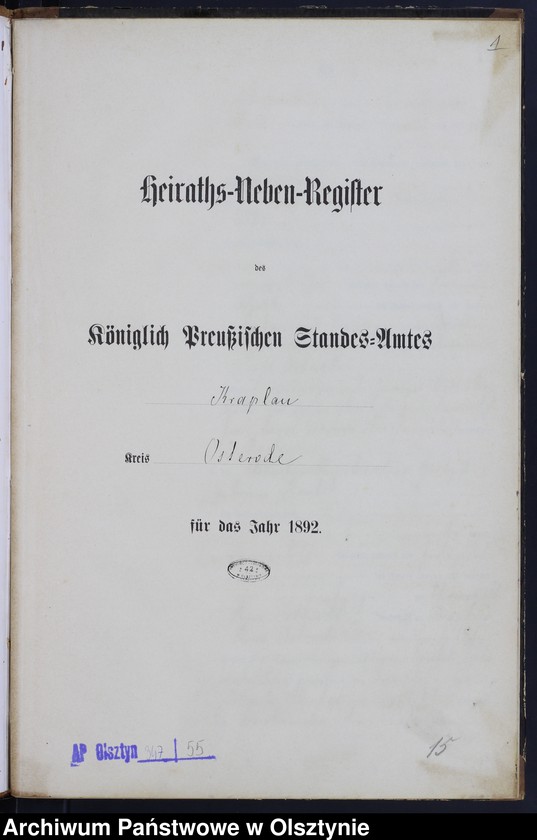 1
Heiraths-Neben-Register
des
Königlich Preußischen Standes-Amtes
Kraplau
Kreis Osterode
für das Jahr 1892.
AP Olsztyn 847 | 55
15
Archiwum Państwowe w Olsztynie